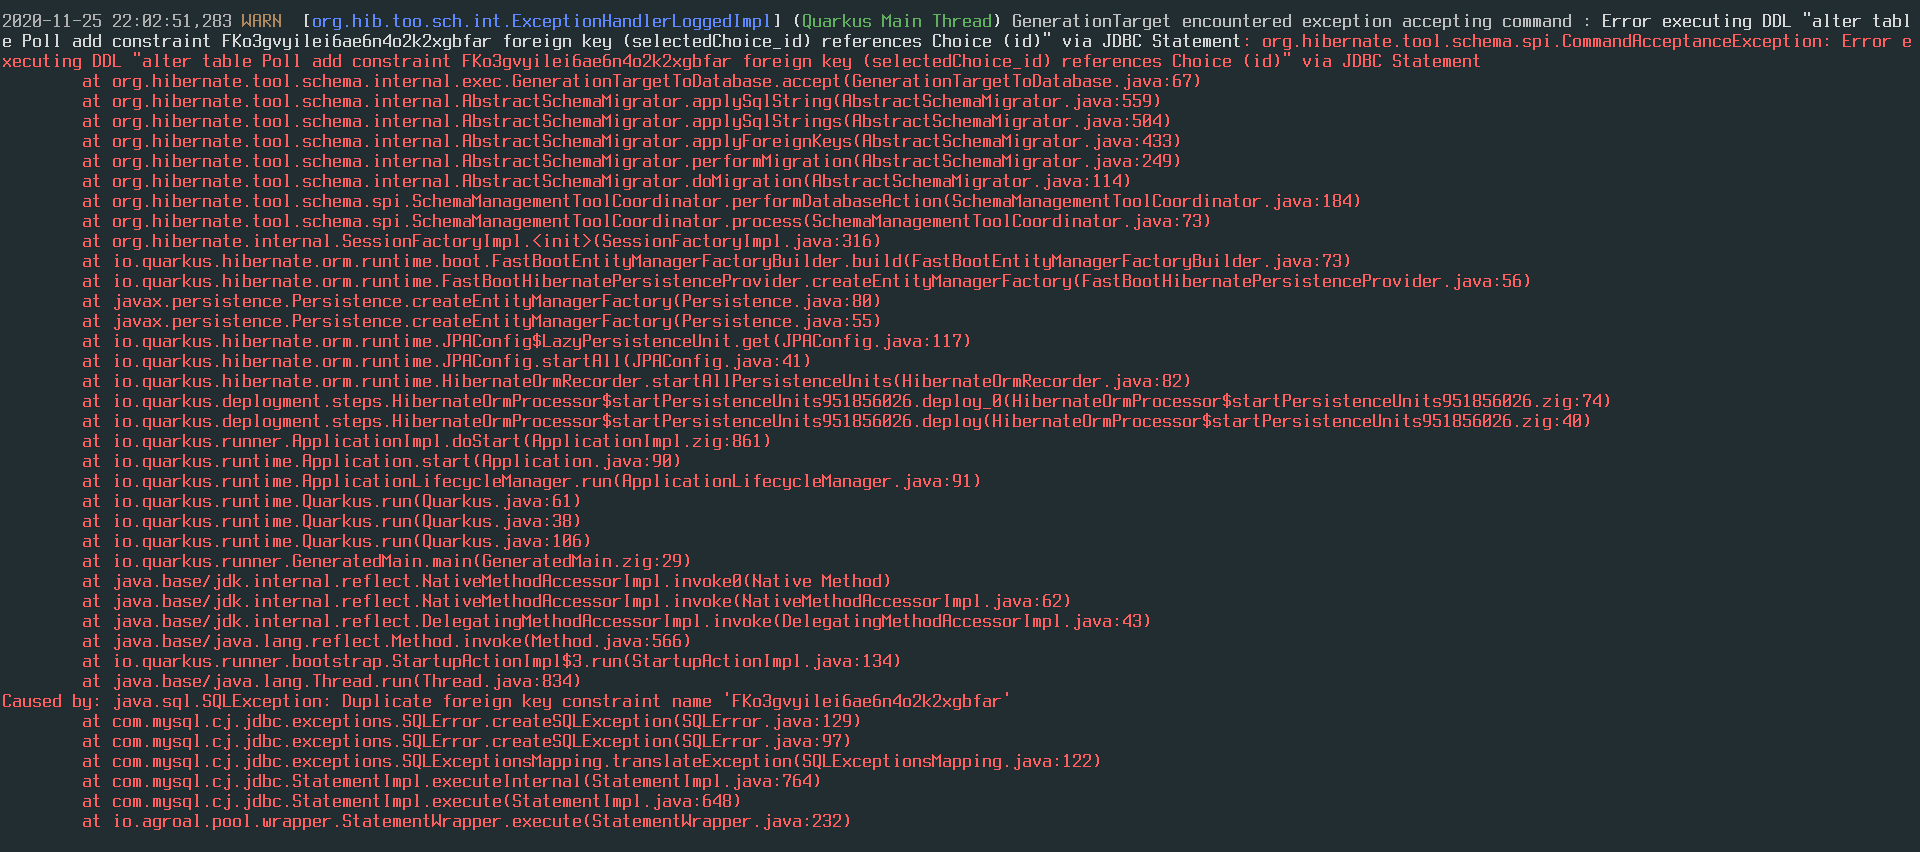 2020-11-25 22:02:51,283 WARN  [org.hib.too.sch.int.ExceptionHandlerLoggedImpl] (Quarkus Main Thread) GenerationTarget encountered exception accepting command : Error executing DDL "alter tabl
e Poll add constraint FKo3gvyilei6ae6n4o2k2xgbfar foreign key (selectedChoice_id) references Choice (id)" via JDBC Statement: org.hibernate.tool.schema.spi.CommandAcceptanceException: Error e
xecuting DDL "alter table Poll add constraint FKo3gvyilei6ae6n4o2k2xgbfar foreign key (selectedChoice_id) references Choice (id)" via JDBC Statement
at org.hibernate.tool.schema.internal.exec.GenerationTargetToDatabase.accept(GenerationTargetToDatabase.java:67)
at org.hibernate.tool.schema.internal.AbstractSchemaMigrator.applySqlString(AbstractSchemaMigrator.java:559)
at org.hibernate.tool.schema.internal.AbstractSchemaMigrator.applySqlStrings(AbstractSchemaMigrator.java:504)
at org.hibernate.tool.schema.internal.AbstractSchemaMigrator.applyForeignKeys(AbstractSchemaMigrator.java:433)
at org.hibernate.tool.schema.internal.AbstractSchemaMigrator.performMigration(AbstractSchemaMigrator.java:249)
at org.hibernate.tool.schema.internal.AbstractSchemaMigrator.doMigration(AbstractSchemaMigrator.java:114)
at org.hibernate.tool.schema.spi.SchemaManagementToolCoordinator.performDatabaseAction(SchemaManagementToolCoordinator.java:184)
at org.hibernate.tool.schema.spi.SchemaManagementToolCoordinator.process(SchemaManagementToolCoordinator.java:73)
at org.hibernate.internal.SessionFactoryImpl.<init>(SessionFactoryImpl.java:316)
at io.quarkus.hibernate.orm.runtime.boot.FastBootEntityManagerFactoryBuilder.build(FastBootEntityManagerFactoryBuilder.java:73)
at io.quarkus.hibernate.orm.runtime.FastBootHibernatePersistenceProvider.createEntityManagerFactory(FastBootHibernatePersistenceProvider.java:56)
at javax.persistence.Persistence.createEntityManagerFactory(Persistence.java:80)
at javax.persistence.Persistence.createEntityManagerFactory(Persistence.java:55)
at io.quarkus.hibernate.orm.runtime.JPAConfig$LazyPersistenceUnit.get(JPAConfig.java:117)
at io.quarkus.hibernate.orm.runtime.JPAConfig.startAll(JPAConfig.java:41)
at io.quarkus.hibernate.orm.runtime.HibernateOrmRecorder.startAllPersistenceUnits(HibernateOrmRecorder.java:82)
at io.quarkus.deployment.steps.HibernateOrmProcessor$startPersistenceUnits951856026.deploy_0(HibernateOrmProcessor$startPersistenceUnits951856026.zig:74)
at io.quarkus.deployment.steps.HibernateOrmProcessor$startPersistenceUnits951856026.deploy(HibernateOrmProcessor$startPersistenceUnits951856026.zig:40)
at io.quarkus.runner.ApplicationImpl.doStart(ApplicationImpl.zig:861)
at io.quarkus.runtime.Application.start(Application.java:90)
at io.quarkus.runtime.ApplicationLifecycleManager.run(ApplicationLifecycleManager.java:91)
at io.quarkus.runtime.Quarkus.run(Quarkus.java:61)
at io.quarkus.runtime.Quarkus.run(Quarkus.java:38)
at io.quarkus.runtime.Quarkus.run(Quarkus.java:106)
at io.quarkus.runner.GeneratedMain.main(GeneratedMain.zig:29)
at java.base/jdk.internal.reflect.NativeMethodAccessorImpl.invoke0(Native Method)
at java.base/jdk.internal.reflect.NativeMethodAccessorImpl.invoke(NativeMethodAccessorImpl.java:62)
at java.base/jdk.internal.reflect.DelegatingMethodAccessorImpl.invoke(DelegatingMethodAccessorImpl.java:43)
at java.base/java.lang.reflect.Method.invoke(Method.java:566)
at io.quarkus.runner.bootstrap.StartupActionImpl$3.run(StartupActionImpl.java:134)
at java.base/java.lang.Thread.run(Thread.java:834)
Caused by: java.sql.SQLException: Duplicate foreign key constraint name 'FKo3gvyilei6ae6n4o2k2xgbfar'
at com.mysql.cj.jdbc.exceptions.SQLError.createSQLException(SQLError.java:129)
at com.mysql.cj.jdbc.exceptions.SQLError.createSQLException(SQLError.java:97)
at com.mysql.cj.jdbc.exceptions.SQLExceptionsMapping.translateException(SQLExceptionsMapping.java:122)
at com.mysql.cj.jdbc.StatementImpl.executeInternal(StatementImpl.java:764)
at com.mysql.cj.jdbc.StatementImpl.execute(StatementImpl.java:648)
at io.agroal.pool.wrapper.StatementWrapper.execute(StatementWrapper.java:232)